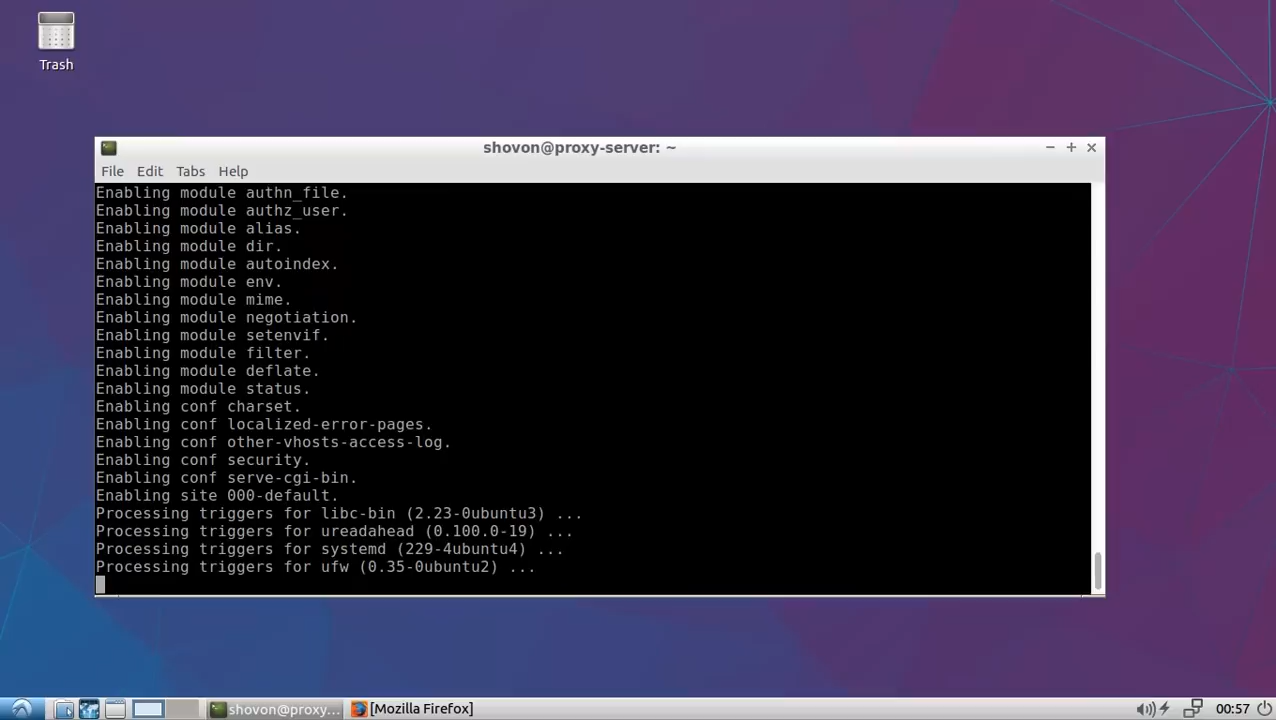 Trash
shovon@proxy-server: ~
File Edit Tabs Help
Enabling module authn_file.
Enabling module authz_user.
Enabling module alias.
Enabling module dir.
Enabling module autoindex.
Enabling module env.
Enabling module mime.
Enabling module negotiation.
Enabling module setenvif.
Enabling module filter.
Enabling module deflate.
Enabling module status.
Enabling conf charset.
Enabling conf localized-error-pages.
Enabling conf other-vhosts-access-log.
Enabling conf security.
Enabling conf serve-cgi-bin.
Enabling site 000-default.
Processing triggers for libc-bin (2.23-0ubuntu3) ...
Processing triggers for ureadahead (0.100.0-19) ...
Processing triggers for systemd (229-4ubuntu4) ...
Processing triggers for ufw (0.35-0ubuntu2) ...
shovon@proxy... [Mozilla Firefox] 00:57